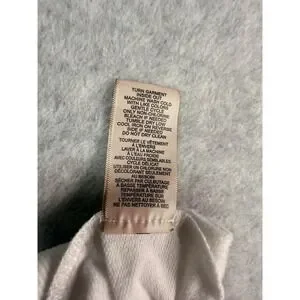 TURN GARMENT
INSIDE OUT
MACHINE WASH COLD
WITH LIKE COLORS
GENTLE CYCLE
ONLY NON-CHLORINE
BLEACH IF NEEDED
TUMBLE DRY LOW
COOL IRON ON REVERSE
SIDE IF NEEDED
DO NOT DRY CLEAN
TOURNER LE VÊTEMENT
À L'ENVERS
LAVER À LA MACHINE
À L'EAU FROIDE
AVEC COULEURS SEMBLABLES
CYCLE DÉLICAT
UTILISER UN CHLORE NON
DÉCOLORANT SEULEMENT
AU BESOIN
SÉCHER PAR CULBUTAGE
À BASSE TEMPÉRATURE
REPASSER À BASSE
TEMPÉRATURE SUR
L'ENVERS AU BESOIN
NE PAS NETTOYER À SEC